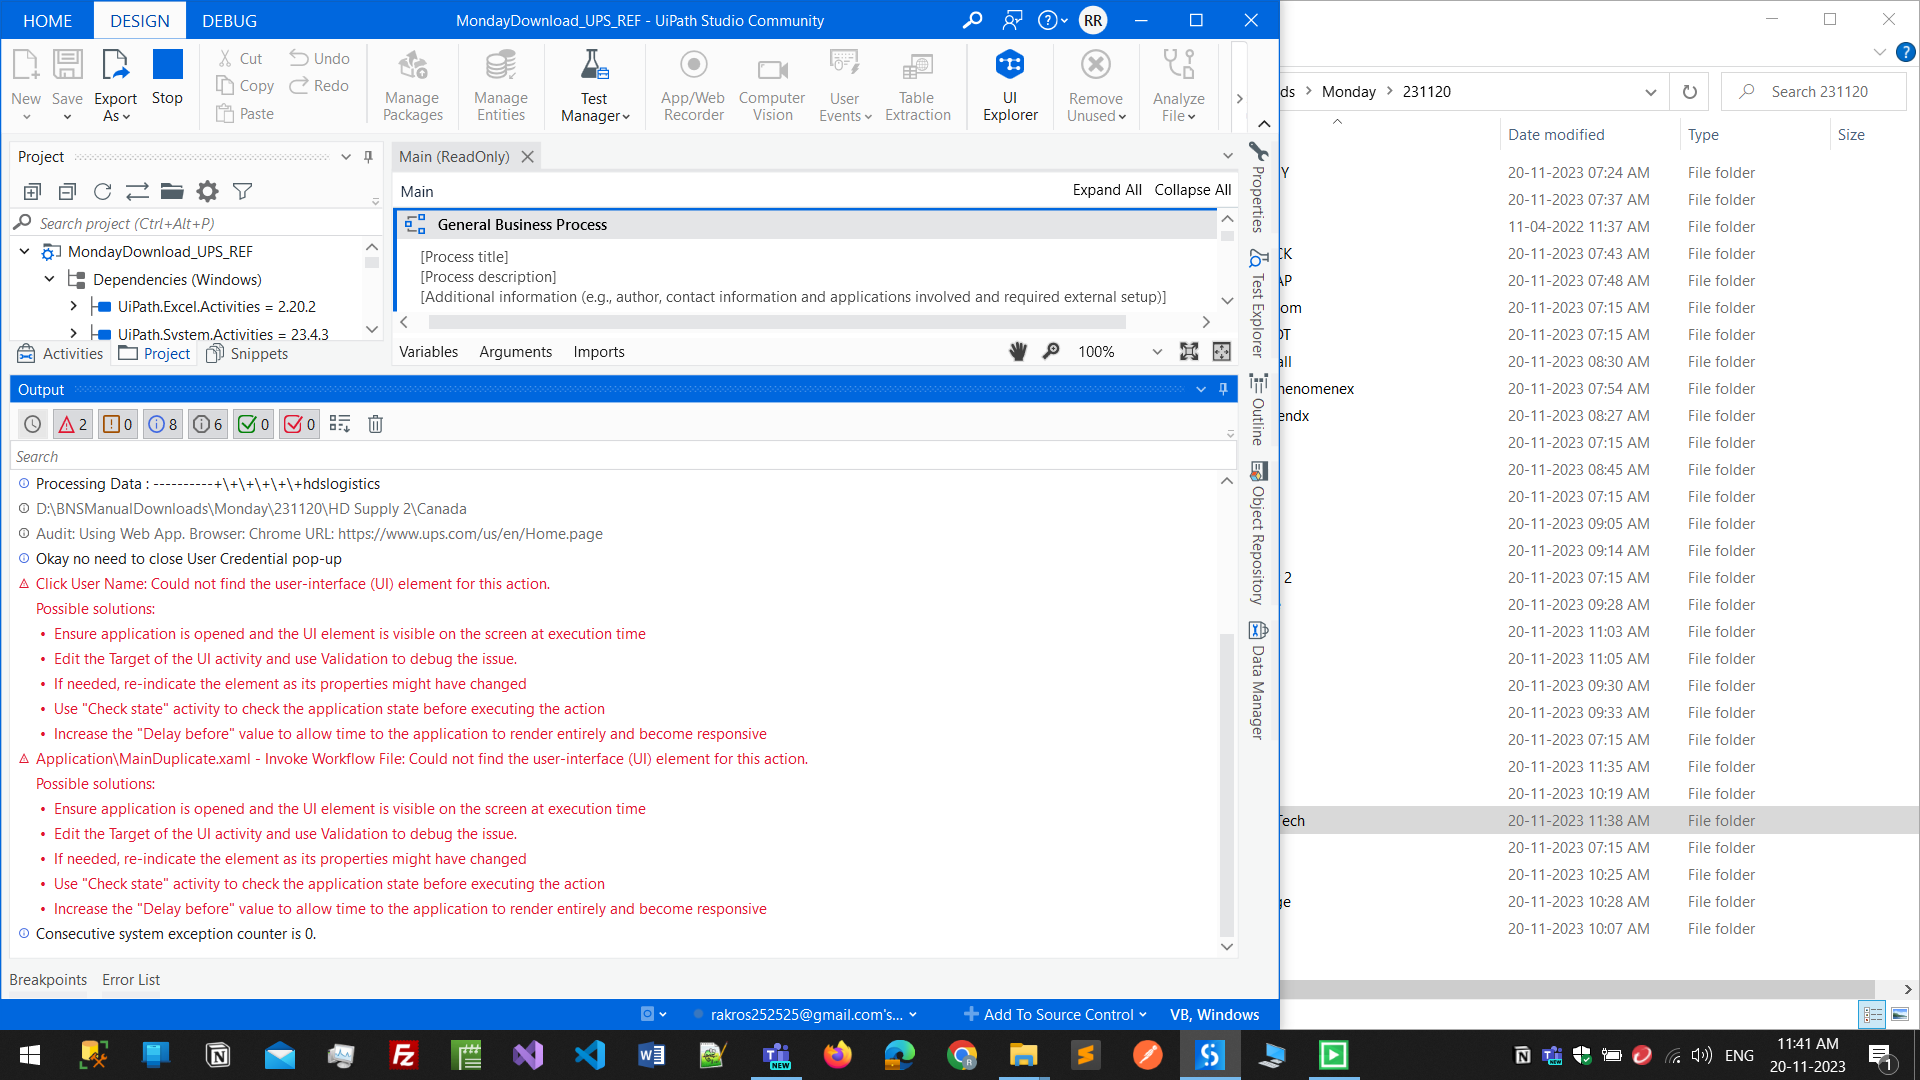 HOME DESIGN DEBUG MondayDownload_UPS_REF - UiPath Studio Community RR
New Save Export As Stop
Cut Undo
Copy Redo
Paste
Manage Packages
Manage Entities
Test Manager
App/Web Recorder
Computer Vision
User Events
Table Extraction
UI Explorer
Remove Unused
Analyze File
Project
Search project (Ctrl+Alt+P)
MondayDownload_UPS_REF
Dependencies (Windows)
UiPath.Excel.Activities = 2.20.2
UiPath.System.Activities = 23.4.3
Activities Project Snippets
Main (ReadOnly)
Main Expand All Collapse All
General Business Process
[Process title]
[Process description]
[Additional information (e.g., author, contact information and applications involved and required external setup)]
Variables Arguments Imports 100%
Properties
Test Explorer
Outline
Object Repository
Data Manager
Output
2 0 8 6 0 0
Search
Processing Data : ----------+\+\+\+\+\+hdslogistics
D:\BNSManualDownloads\Monday\231120\HD Supply 2\Canada
Audit: Using Web App. Browser: Chrome URL: https://www.ups.com/us/en/Home.page
Okay no need to close User Credential pop-up
Click User Name: Could not find the user-interface (UI) element for this action.
Possible solutions:
• Ensure application is opened and the UI element is visible on the screen at execution time
• Edit the Target of the UI activity and use Validation to debug the issue.
• If needed, re-indicate the element as its properties might have changed
• Use "Check state" activity to check the application state before executing the action
• Increase the "Delay before" value to allow time to the application to render entirely and become responsive
Application\MainDuplicate.xaml - Invoke Workflow File: Could not find the user-interface (UI) element for this action.
Possible solutions:
• Ensure application is opened and the UI element is visible on the screen at execution time
• Edit the Target of the UI activity and use Validation to debug the issue.
• If needed, re-indicate the element as its properties might have changed
• Use "Check state" activity to check the application state before executing the action
• Increase the "Delay before" value to allow time to the application to render entirely and become responsive
Consecutive system exception counter is 0.
Breakpoints Error List
rakros252525@gmail.com's... Add To Source Control VB, Windows
ds > Monday > 231120 Search 231120
Date modified Type Size
Y 20-11-2023 07:24 AM File folder
20-11-2023 07:37 AM File folder
11-04-2022 11:37 AM File folder
CK 20-11-2023 07:43 AM File folder
AP 20-11-2023 07:48 AM File folder
om 20-11-2023 07:15 AM File folder
OT 20-11-2023 07:15 AM File folder
all 20-11-2023 08:30 AM File folder
henomenex 20-11-2023 07:54 AM File folder
endx 20-11-2023 08:27 AM File folder
20-11-2023 07:15 AM File folder
20-11-2023 08:45 AM File folder
20-11-2023 07:15 AM File folder
20-11-2023 09:05 AM File folder
20-11-2023 09:14 AM File folder
2 20-11-2023 07:15 AM File folder
20-11-2023 09:28 AM File folder
20-11-2023 11:03 AM File folder
20-11-2023 11:05 AM File folder
20-11-2023 09:30 AM File folder
20-11-2023 09:33 AM File folder
20-11-2023 07:15 AM File folder
20-11-2023 11:35 AM File folder
20-11-2023 10:19 AM File folder
Tech 20-11-2023 11:38 AM File folder
20-11-2023 07:15 AM File folder
20-11-2023 10:25 AM File folder
ge 20-11-2023 10:28 AM File folder
20-11-2023 10:07 AM File folder
NEW ENG 11:41 AM
20-11-2023 1